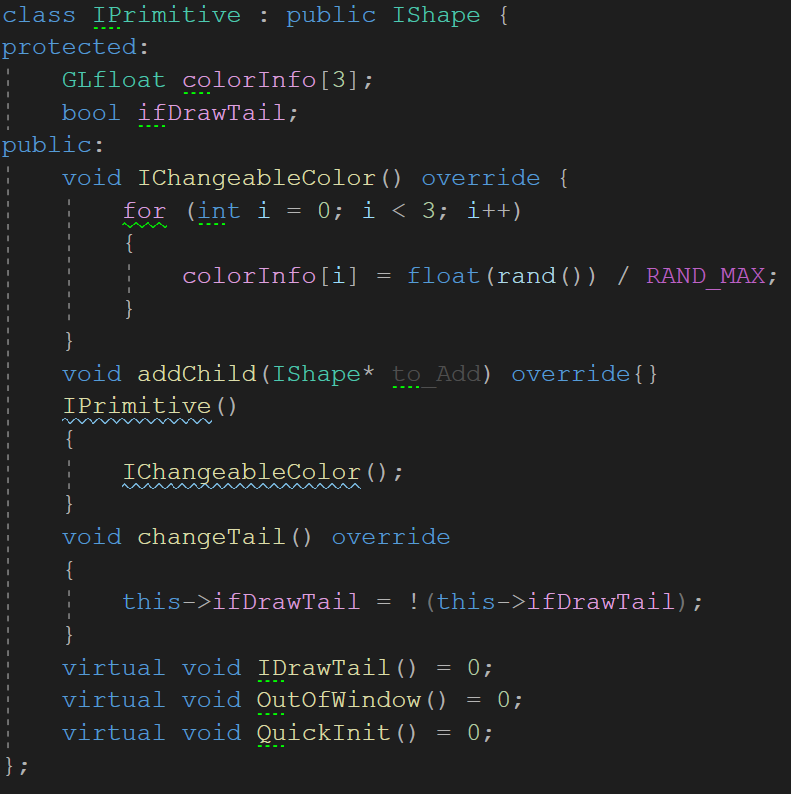 class IPrimitive : public IShape {
protected:
    GLfloat colorInfo[3];
    bool ifDrawTail;
public:
    void IChangeableColor() override {
        for (int i = 0; i < 3; i++)
        {
            colorInfo[i] = float(rand()) / RAND_MAX;
        }
    }
    void addChild(IShape* to_Add) override{}
    IPrimitive()
    {
        IChangeableColor();
    }
    void changeTail() override
    {
        this->ifDrawTail = !(this->ifDrawTail);
    }
    virtual void IDrawTail() = 0;
    virtual void OutOfWindow() = 0;
    virtual void QuickInit() = 0;
};